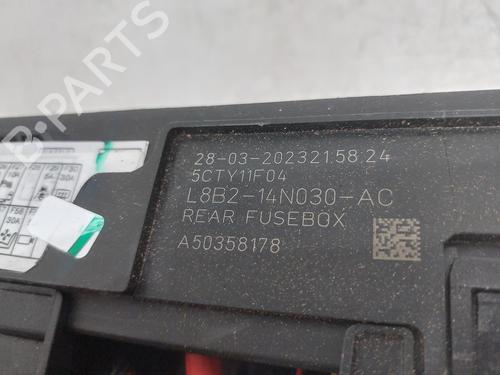 28-03-202321:58:24
5CTY11F04
L8B2-14N030-AC
REAR FUSEBOX
A50358178
B-Parts